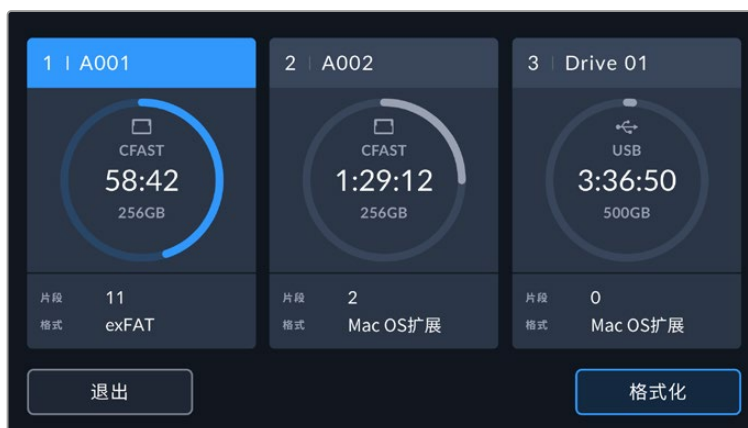 1 | A001
CFAST
58:42
256GB
片段 11
格式 exFAT
2 | A002
CFAST
1:29:12
256GB
片段 2
格式 Mac OS扩展
3 | Drive 01
USB
3:36:50
500GB
片段 0
格式 Mac OS扩展
退出
格式化